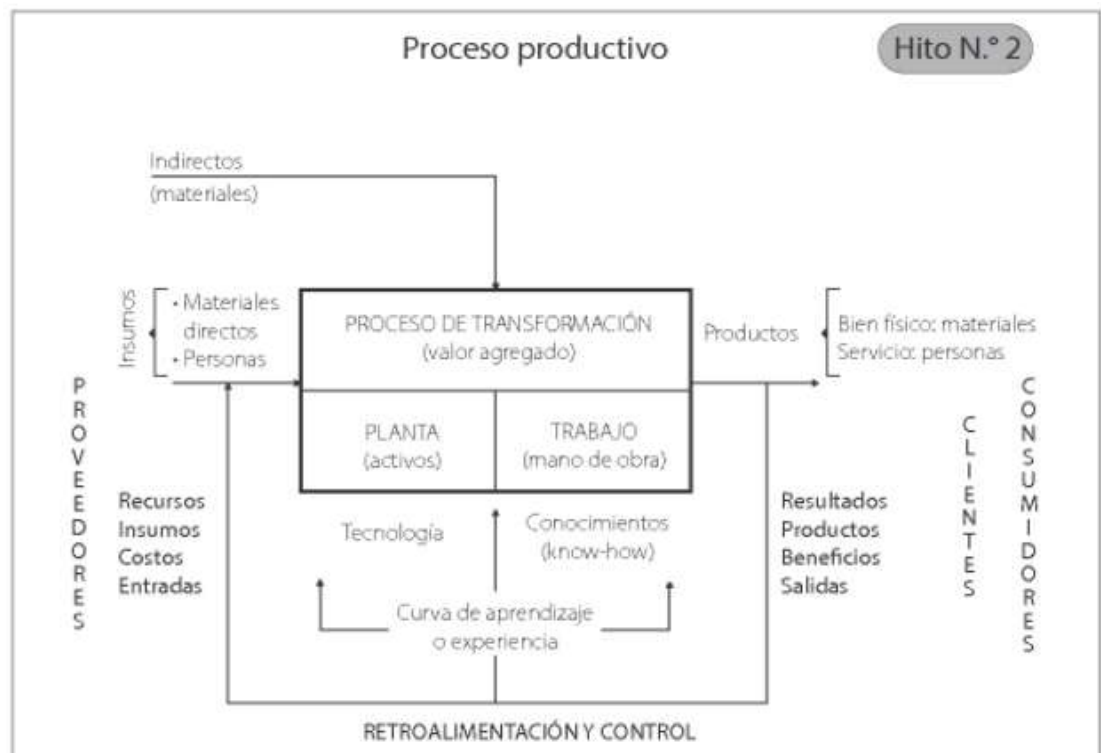 Proceso productivo
Hito N.° 2
Indirectos
(materiales)
Insumos
• Materiales
directos
• Personas
PROCESO DE TRANSFORMACIÓN
(valor agregado)
Productos
Bien físico: materiales
Servicio: personas
PLANTA
(activos)
TRABAJO
(mano de obra)
PROVEEDORES
Recursos
Insumos
Costos
Entradas
Tecnología
Conocimientos
(know-how)
Resultados
Productos
Beneficios
Salidas
CLIENTES
CONSUMIDORES
Curva de aprendizaje
o experiencia
RETROALIMENTACIÓN Y CONTROL